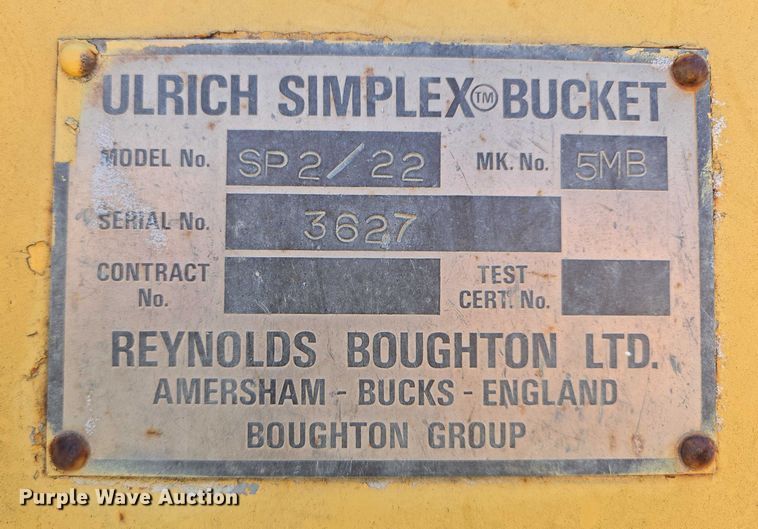 ULRICH SIMPLEX™ BUCKET
MODEL No. SP2/22 MK. No. 5MB
SERIAL No. 3627
CONTRACT No. TEST CERT. No.
REYNOLDS BOUGHTON LTD.
AMERSHAM - BUCKS - ENGLAND
BOUGHTON GROUP
Purple Wave Auction